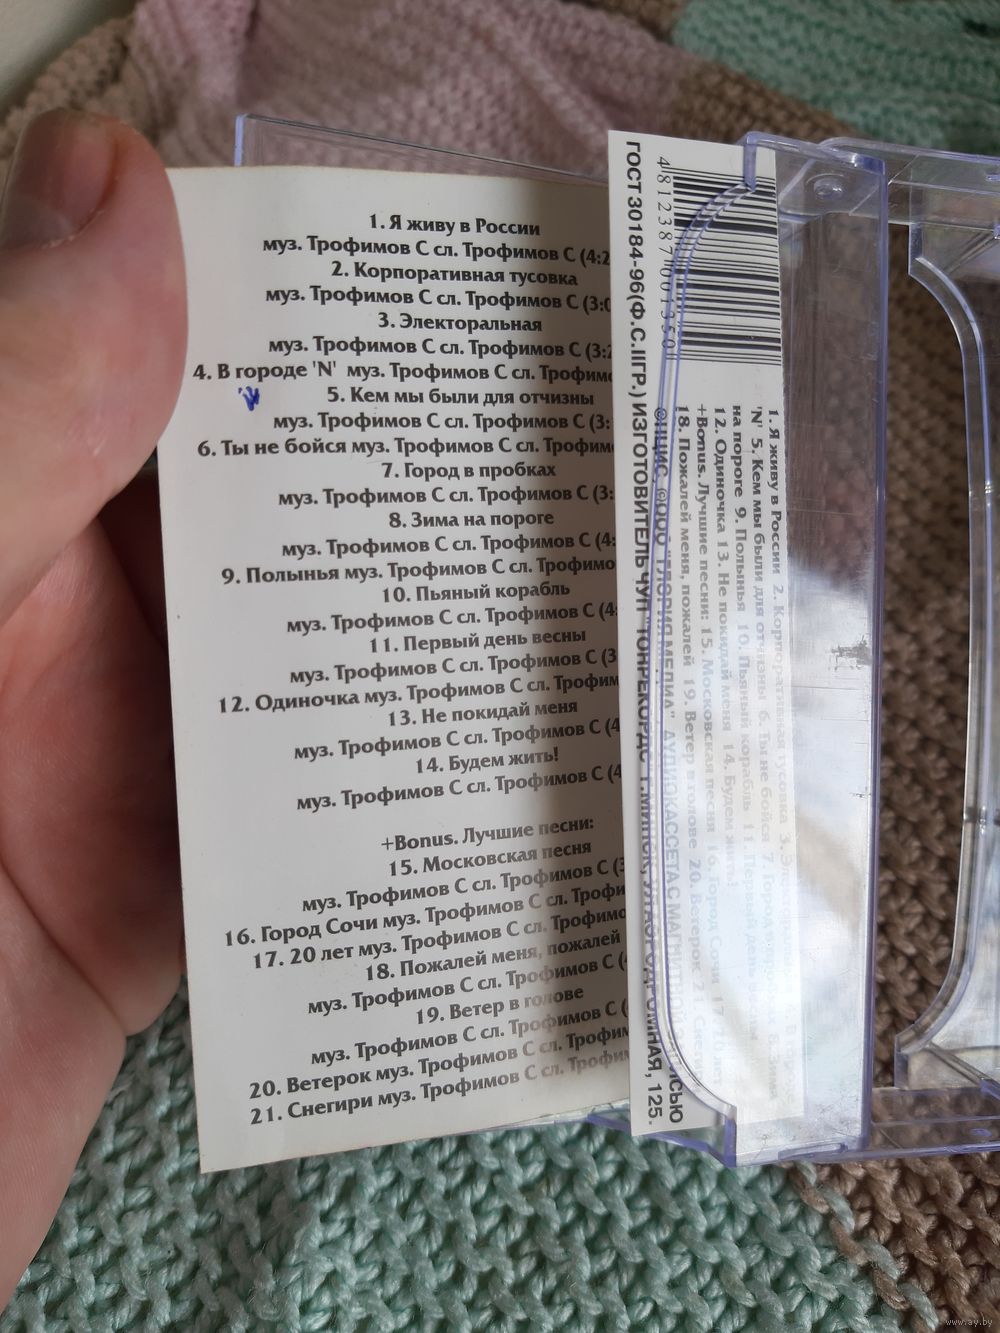 1. Я живу в России
муз. Трофимов С сл. Трофимов С (4:2
2. Корпоративная тусовка
муз. Трофимов С сл. Трофимов С (3:0
3. Электоральная
муз. Трофимов С сл. Трофимов С (3:2
4. В городе 'N' муз. Трофимов С сл. Трофимо
5. Кем мы были для отчизны
муз. Трофимов С сл. Трофимов С (3:
6. Ты не бойся муз. Трофимов С сл. Трофим
7. Город в пробках
муз. Трофимов С сл. Трофимов С (3:
8. Зима на пороге
муз. Трофимов С сл. Трофимов С (4:
9. Полынья муз. Трофимов С сл. Трофимо
10. Пьяный корабль
муз. Трофимов С сл. Трофимов С (4:
11. Первый день весны
муз. Трофимов С сл. Трофимов С (3
12. Одиночка муз. Трофимов С сл. Трофим
13. Не покидай меня
муз. Трофимов С сл. Трофимов С (4
14. Будем жить!
муз. Трофимов С сл. Трофимов С (4
+Bonus. Лучшие песни:
15. Московская песня
муз. Трофимов С сл. Трофимов С (3
16. Город Сочи муз. Трофимов С сл. Трофи
17. 20 лет муз. Трофимов С сл. Трофимо
18. Пожалей меня, пожалей
муз. Трофимов С сл. Трофимов С (
19. Ветер в голове
муз. Трофимов С сл. Трофимов С (
20. Ветерок муз. Трофимов С сл. Трофим
21. Снегири муз. Трофимов С сл. Трофим
4812387001350
1. Я живу в России 2. Корпоративная тусовка 3.
'N' 5. Кем мы были для отчизны 6. Ты не бойся 7. Город
на пороге 9. Полынья 10. Пьяный корабль 11. Первый день
12. Одиночка 13. Не покидай меня 14. Будем жить!
+Bonus. Лучшие песни: 15. Московская песня 16. Город Сочи 17. 20 лет
18. Пожалей меня, пожалей 19. Ветер в голове 20. Ветерок 21.
"ГЛОРИЯ МЕДИА" АУДИОКАССЕТА С
ГОСТ 30184-96(Ф.С.IIГР.) ИЗГОТОВИТЕЛЬ ЧУП "ТОНРЕКОРДС" Г.МИНСК, 125.
www.ay.by